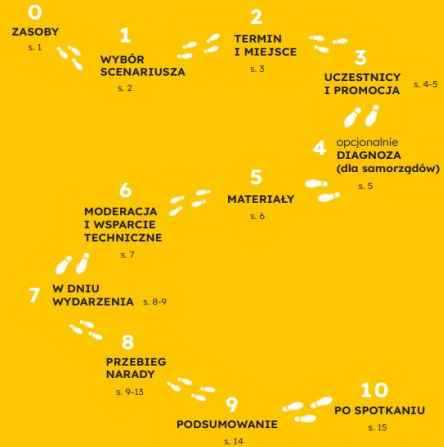 0
ZASOBY
s. 1
1
WYBÓR
SCENARIUSZA
s. 2
2
TERMIN
I MIEJSCE
s. 3
3
UCZESTNICY
I PROMOCJA s. 4-5
4 opcjonalnie
DIAGNOZA
(dla samorządów)
s. 5
5
MATERIAŁY
s. 6
6
MODERACJA
I WSPARCIE
TECHNICZNE
s. 7
7 W DNIU
WYDARZENIA s. 8-9
8
PRZEBIEG
NARADY
s. 9-13
9
PODSUMOWANIE
s. 14
10
PO SPOTKANIU
s. 15